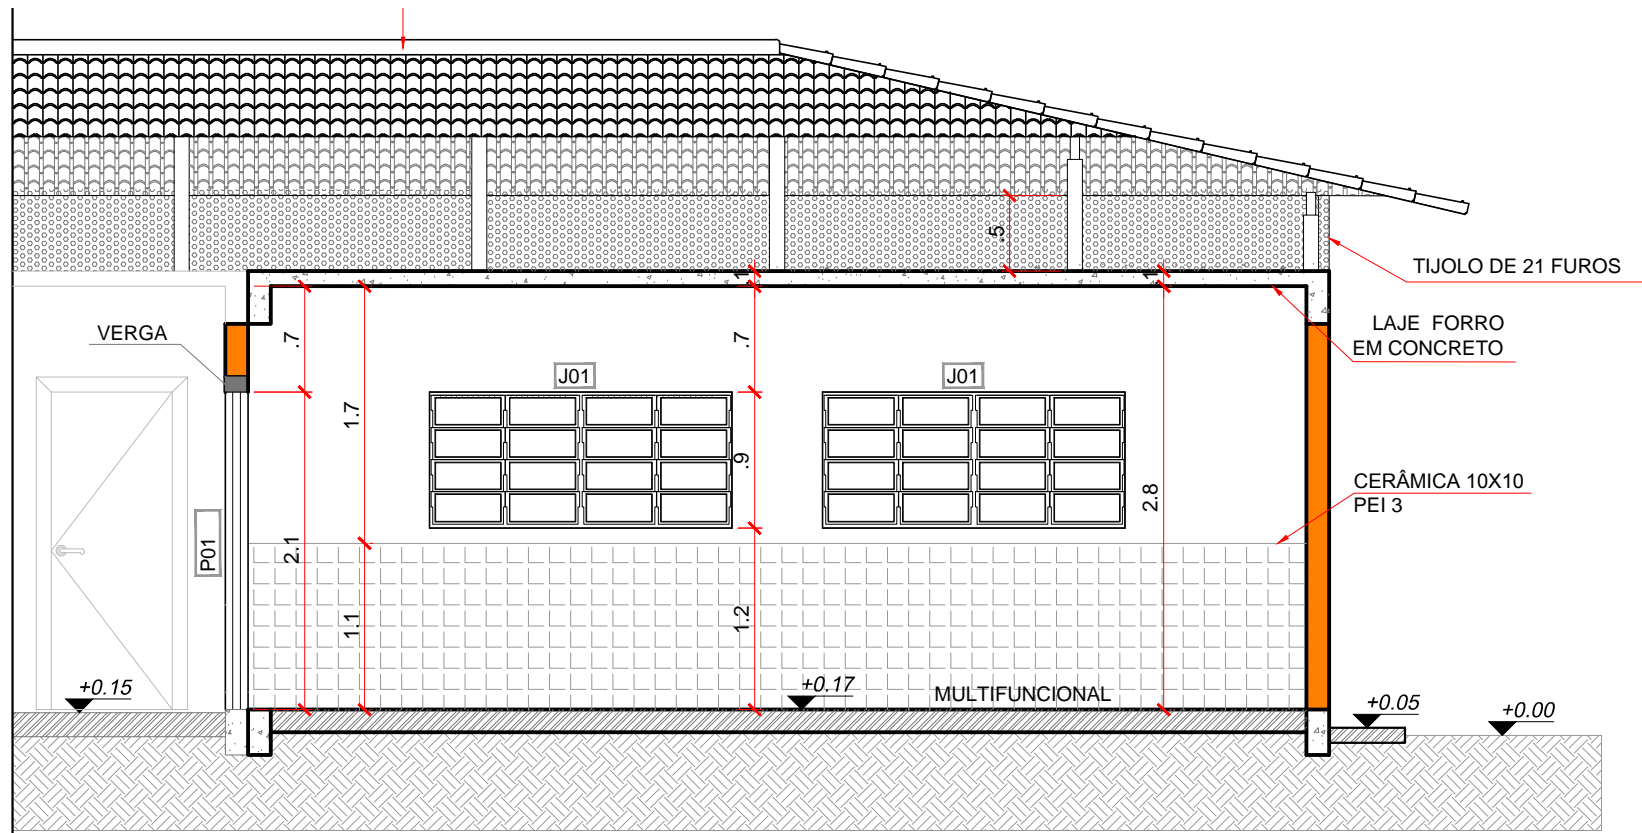 .5
TIJOLO DE 21 FUROS
.1
.1
LAJE FORRO
EM CONCRETO
VERGA
.7
.7
J01
J01
1.7
.9
2.8
CERÂMICA 10X10
PEI 3
P01
2.1
1.1
1.2
+0.15
+0.17
MULTIFUNCIONAL
+0.05
+0.00